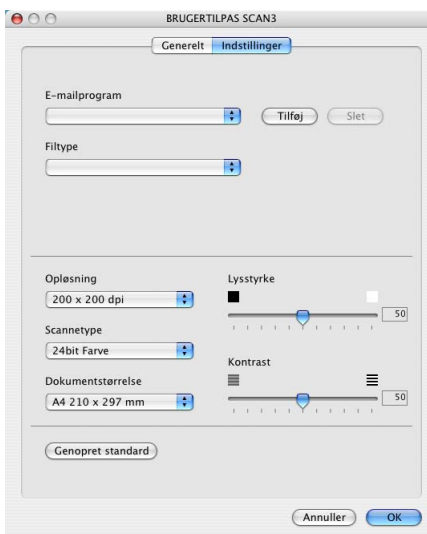 BRUGERTILPAS SCAN3
Generelt Indstillinger
E-mailprogram
Tilføj Slet
Filtype
Opløsning
200 x 200 dpi
Scannetype
24bit Farve
Dokumentstørrelse
A4 210 x 297 mm
Lysstyrke
50
Kontrast
50
Genopret standard
Annuller OK